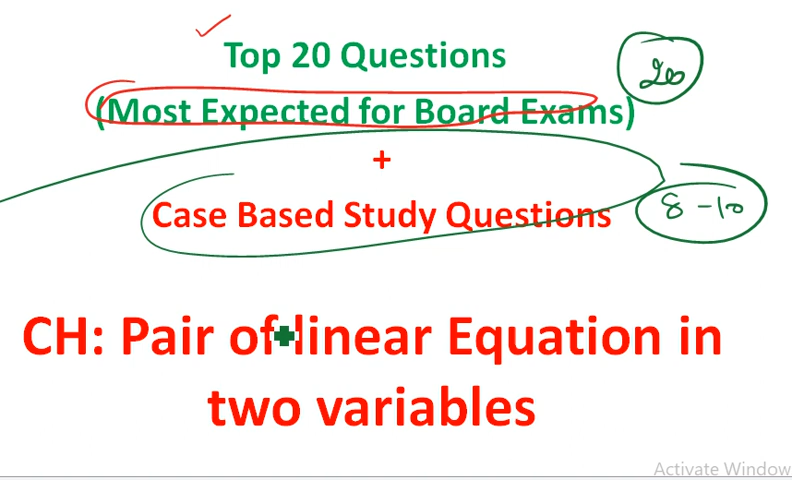 Top 20 Questions
20
(Most Expected for Board Exams)
+
Case Based Study Questions
8-10
CH: Pair of linear Equation in
two variables
Activate Window